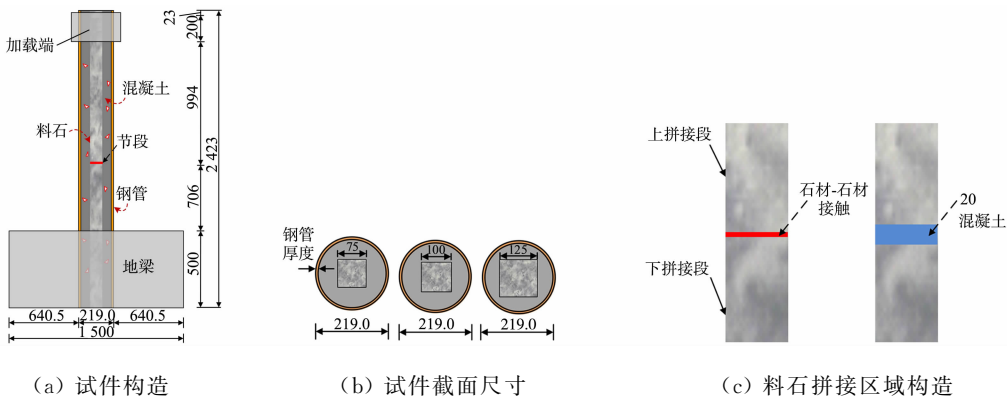 23
200
加载端
混凝土
994
料石
节段
2 423
钢管
706
地梁
500
640.5 219.0 640.5
1 500
(a) 试件构造
钢管
厚度
75 100 125
219.0 219.0 219.0
(b) 试件截面尺寸
上拼接段
石材-石材
接触
20
混凝土
下拼接段
(c) 料石拼接区域构造